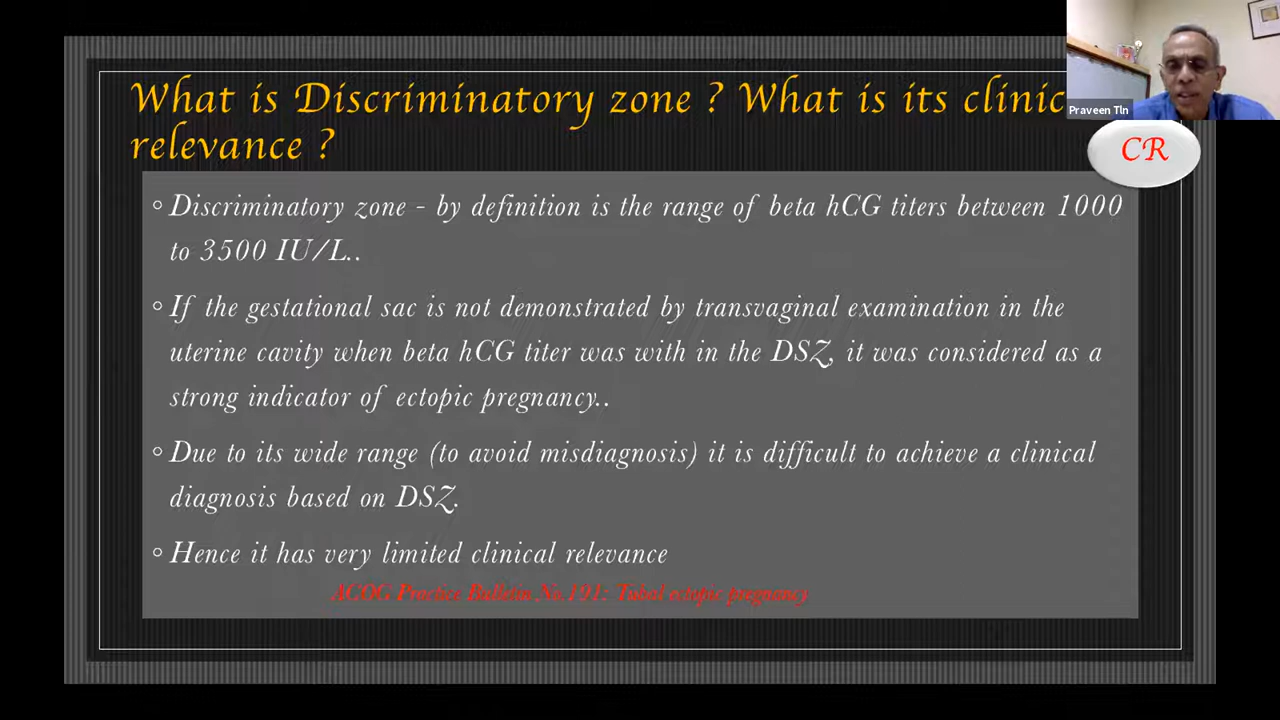 What is Discriminatory zone ? What is its clinic
relevance ?
Praveen Tln
CR
Discriminatory zone - by definition is the range of beta hCG titers between 1000
to 3500 IU/L..
If the gestational sac is not demonstrated by transvaginal examination in the
uterine cavity when beta hCG titer was with in the DSZ, it was considered as a
strong indicator of ectopic pregnancy..
Due to its wide range (to avoid misdiagnosis) it is difficult to achieve a clinical
diagnosis based on DSZ.
Hence it has very limited clinical relevance
ACOG Practice Bulletin No.191: Tubal ectopic pregnancy